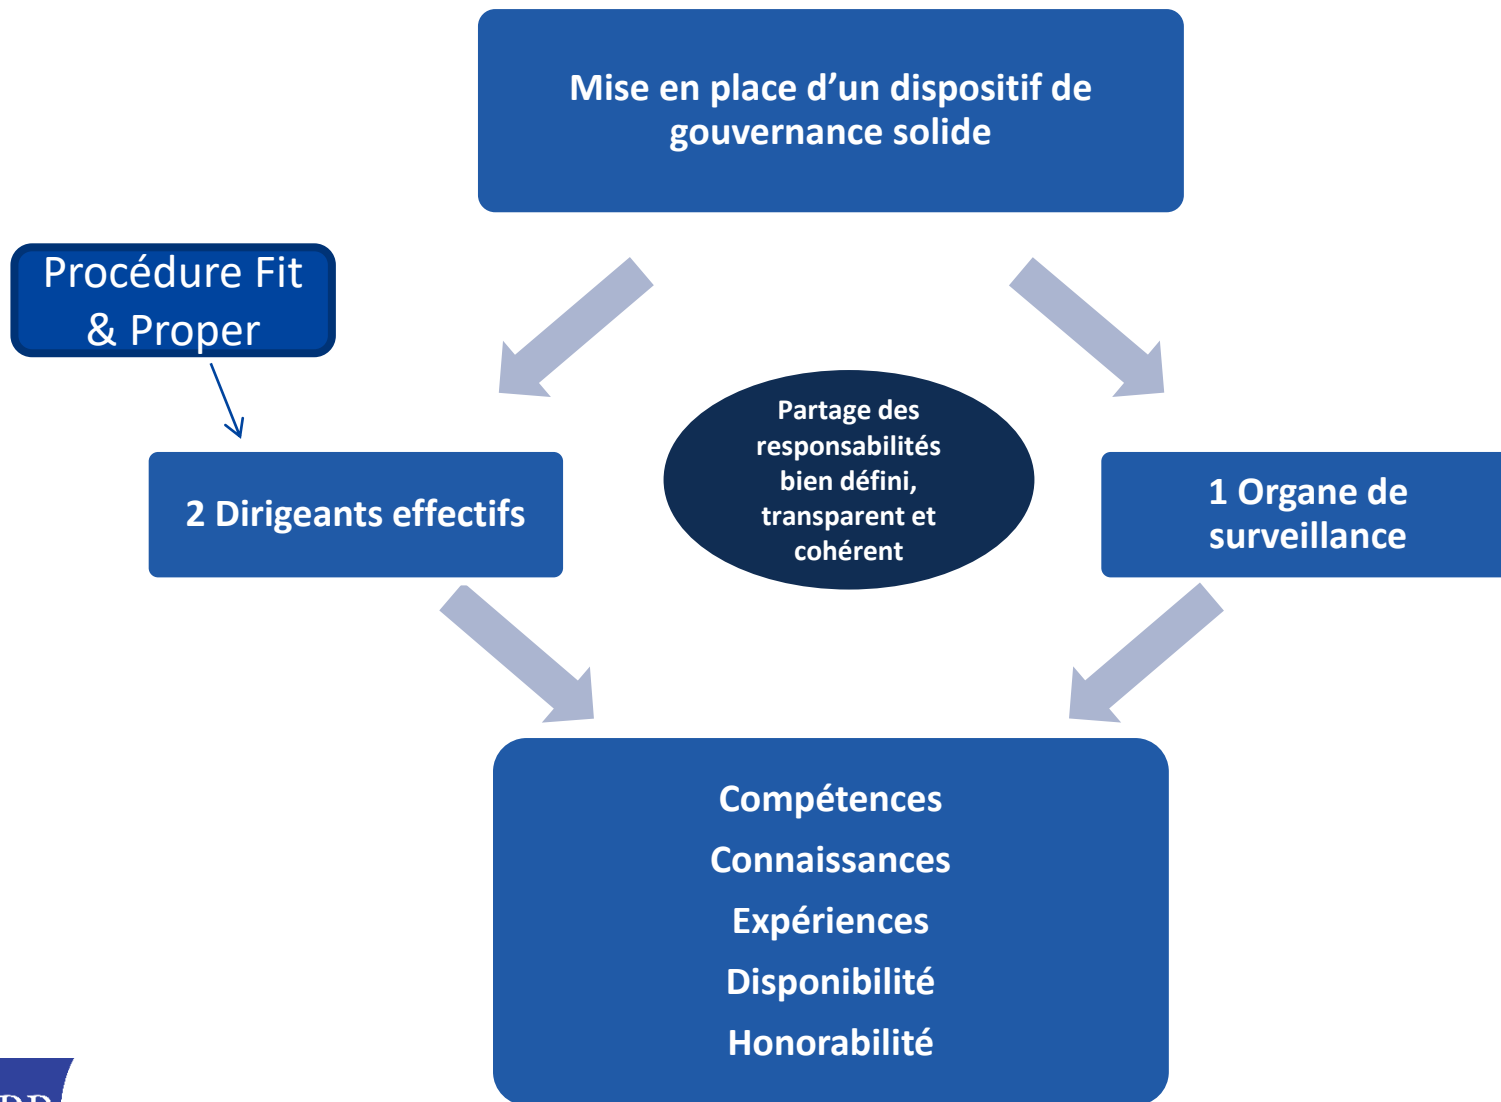 Mise en place d’un dispositif de
gouvernance solide
Procédure Fit
& Proper
Partage des
responsabilités
bien défini,
transparent et
cohérent
2 Dirigeants effectifs
1 Organe de
surveillance
Compétences
Connaissances
Expériences
Disponibilité
Honorabilité